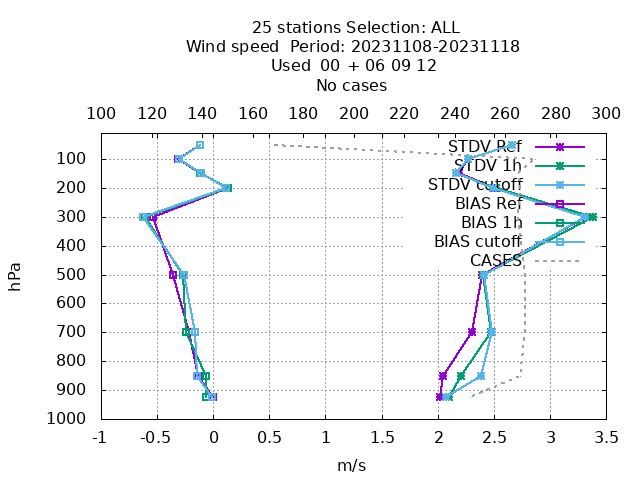 25 stations Selection: ALL
Wind speed  Period: 20231108-20231118
Used  00 + 06 09 12
No cases
100 120 140 160 180 200 220 240 260 280 300
STDV Ref
STDV 1h
STDV cutoff
BIAS Ref
BIAS 1h
BIAS cutoff
CASES
hPa
100
200
300
400
500
600
700
800
900
1000
-1 -0.5 0 0.5 1 1.5 2 2.5 3 3.5
m/s